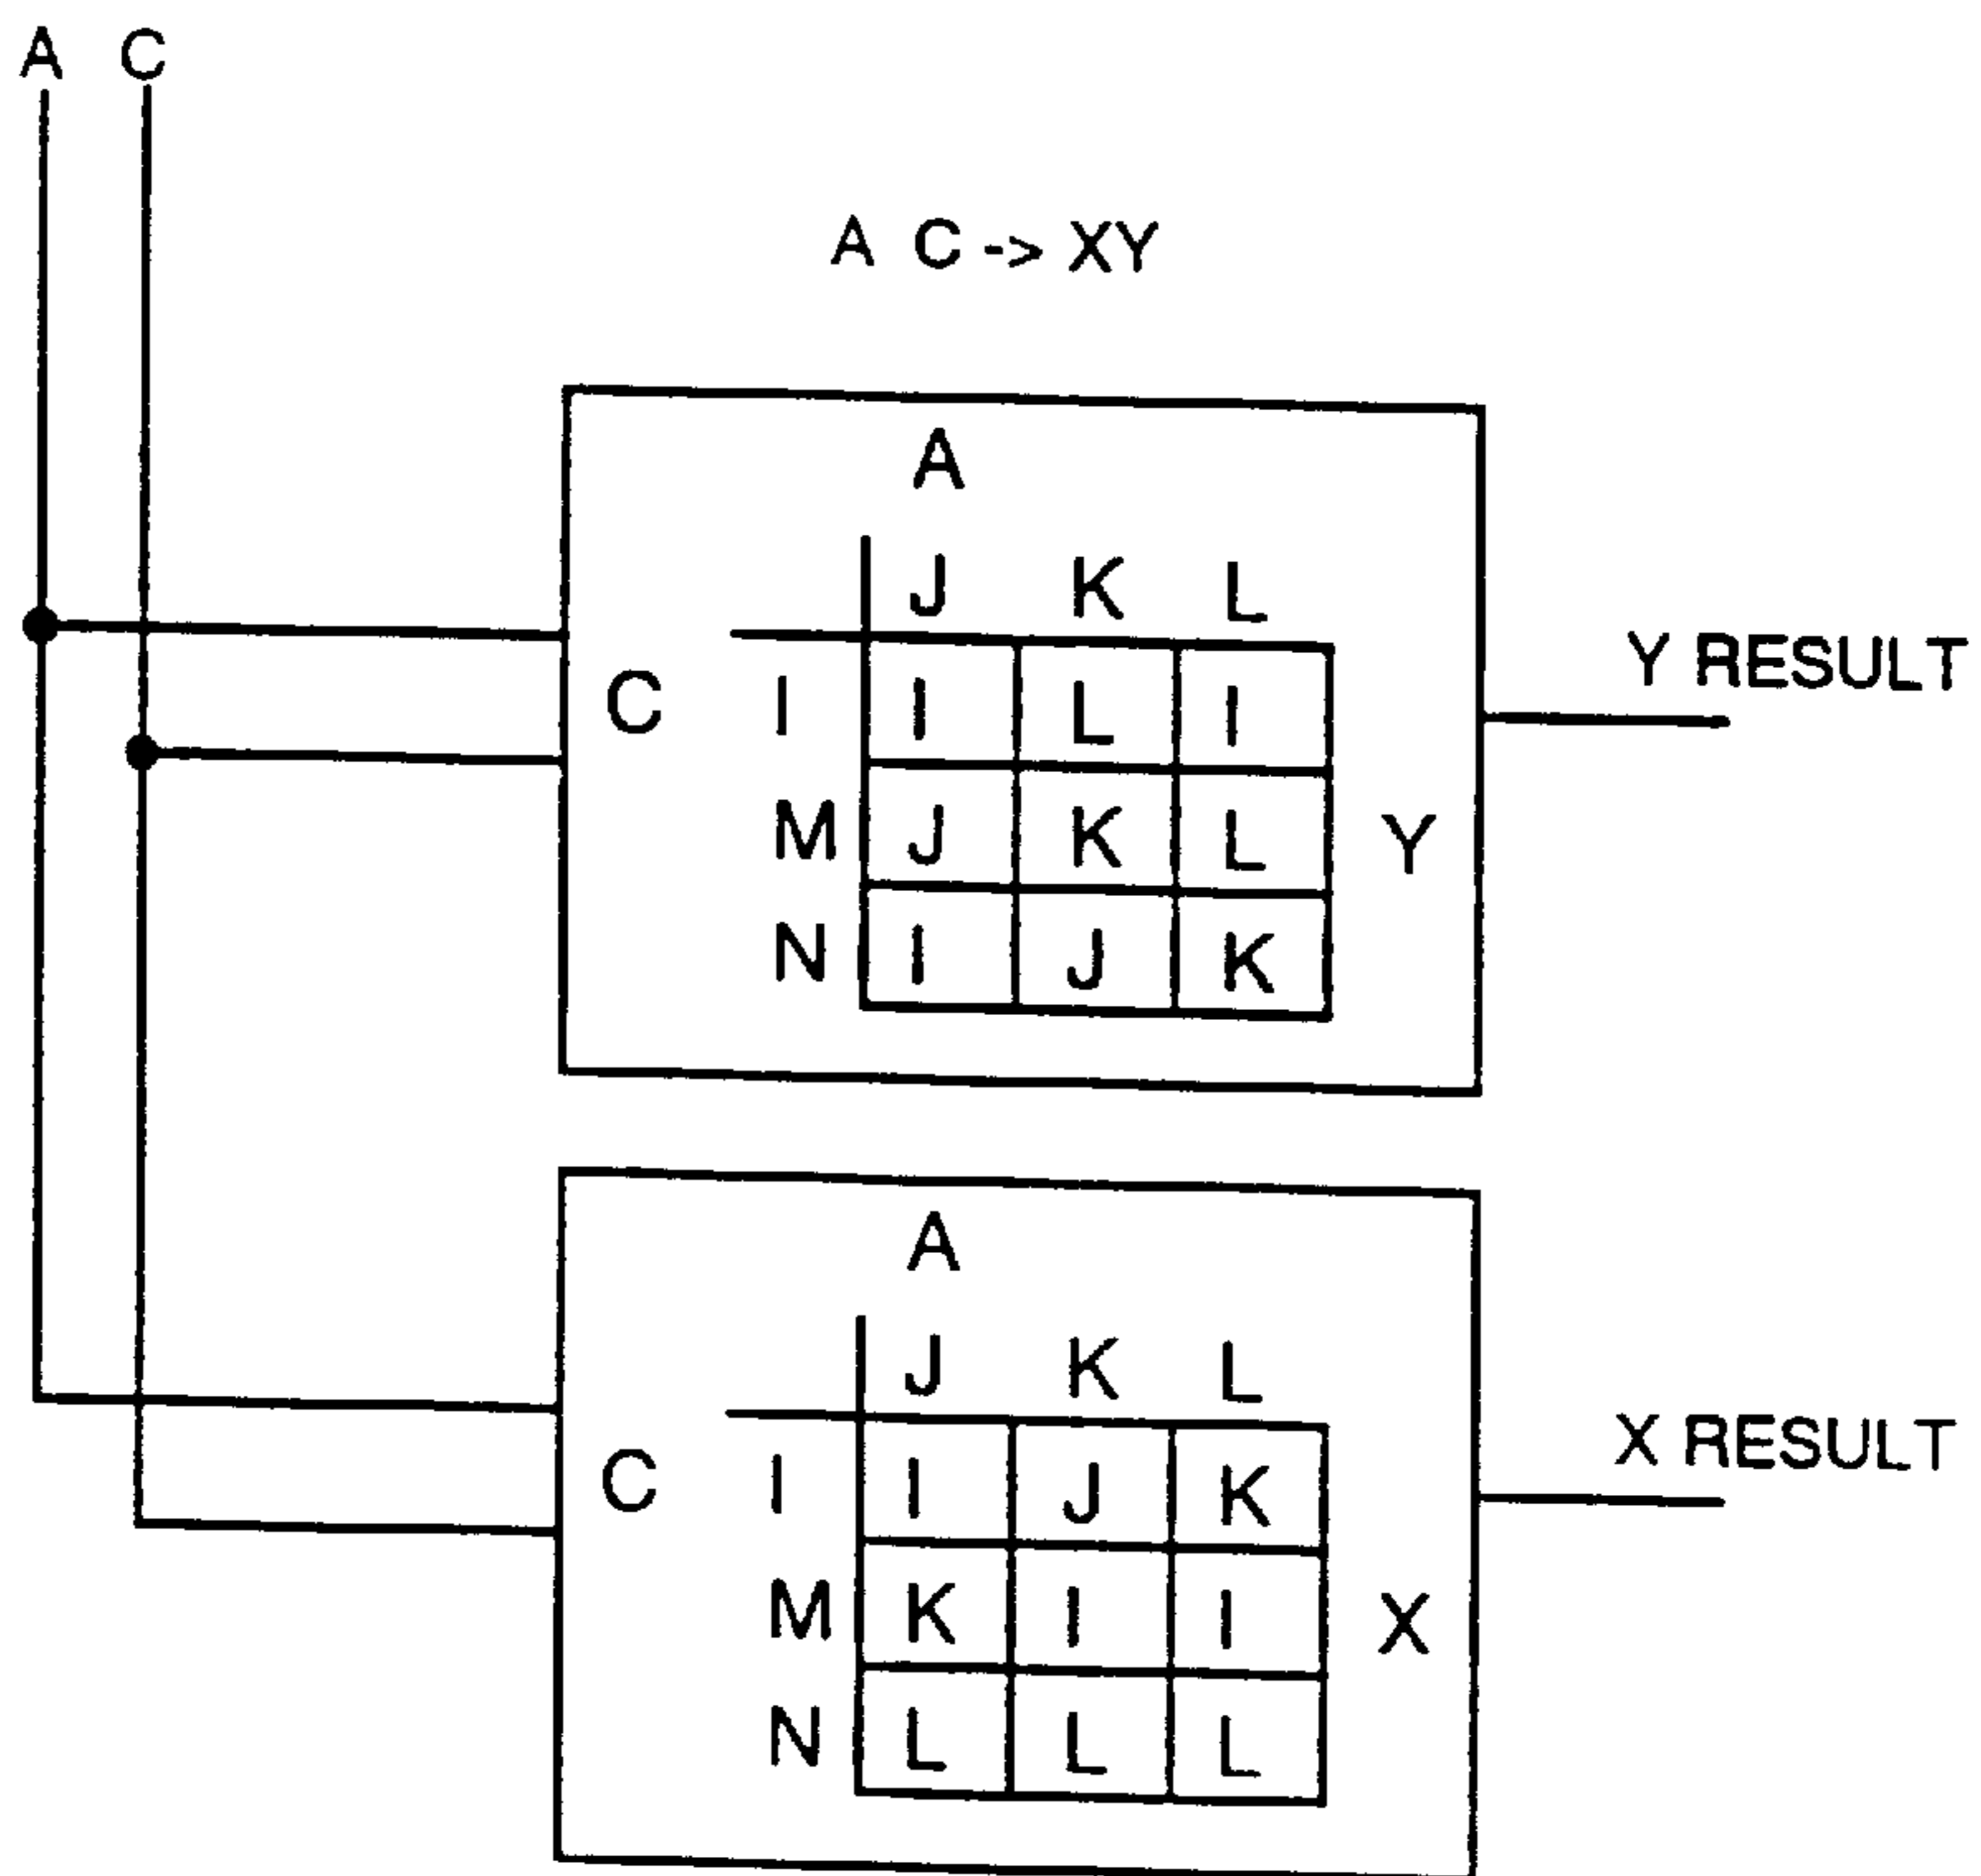 A C
A C -> XY
A
J K L
C I I L I
M J K L
N I J K
Y
Y RESULT
A
J K L
C I I J K
M K I I
N L L L
X
X RESULT